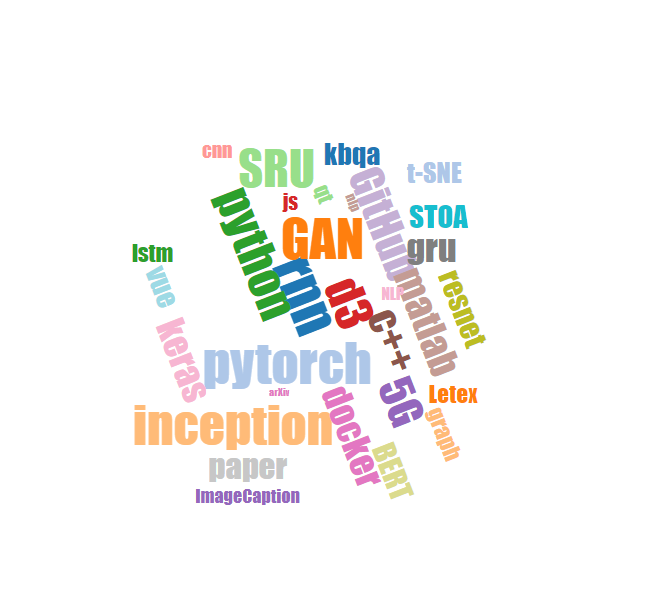 cnn
SRU
kbqa
t-SNE
qt
js
GitHub
STOA
python
GAN
gru
lstm
vue
rnn
d3
NLP
matlab
resnet
keras
C++
pytorch
arXiv
5G
Letex
inception
docker
graph
paper
BERT
ImageCaption